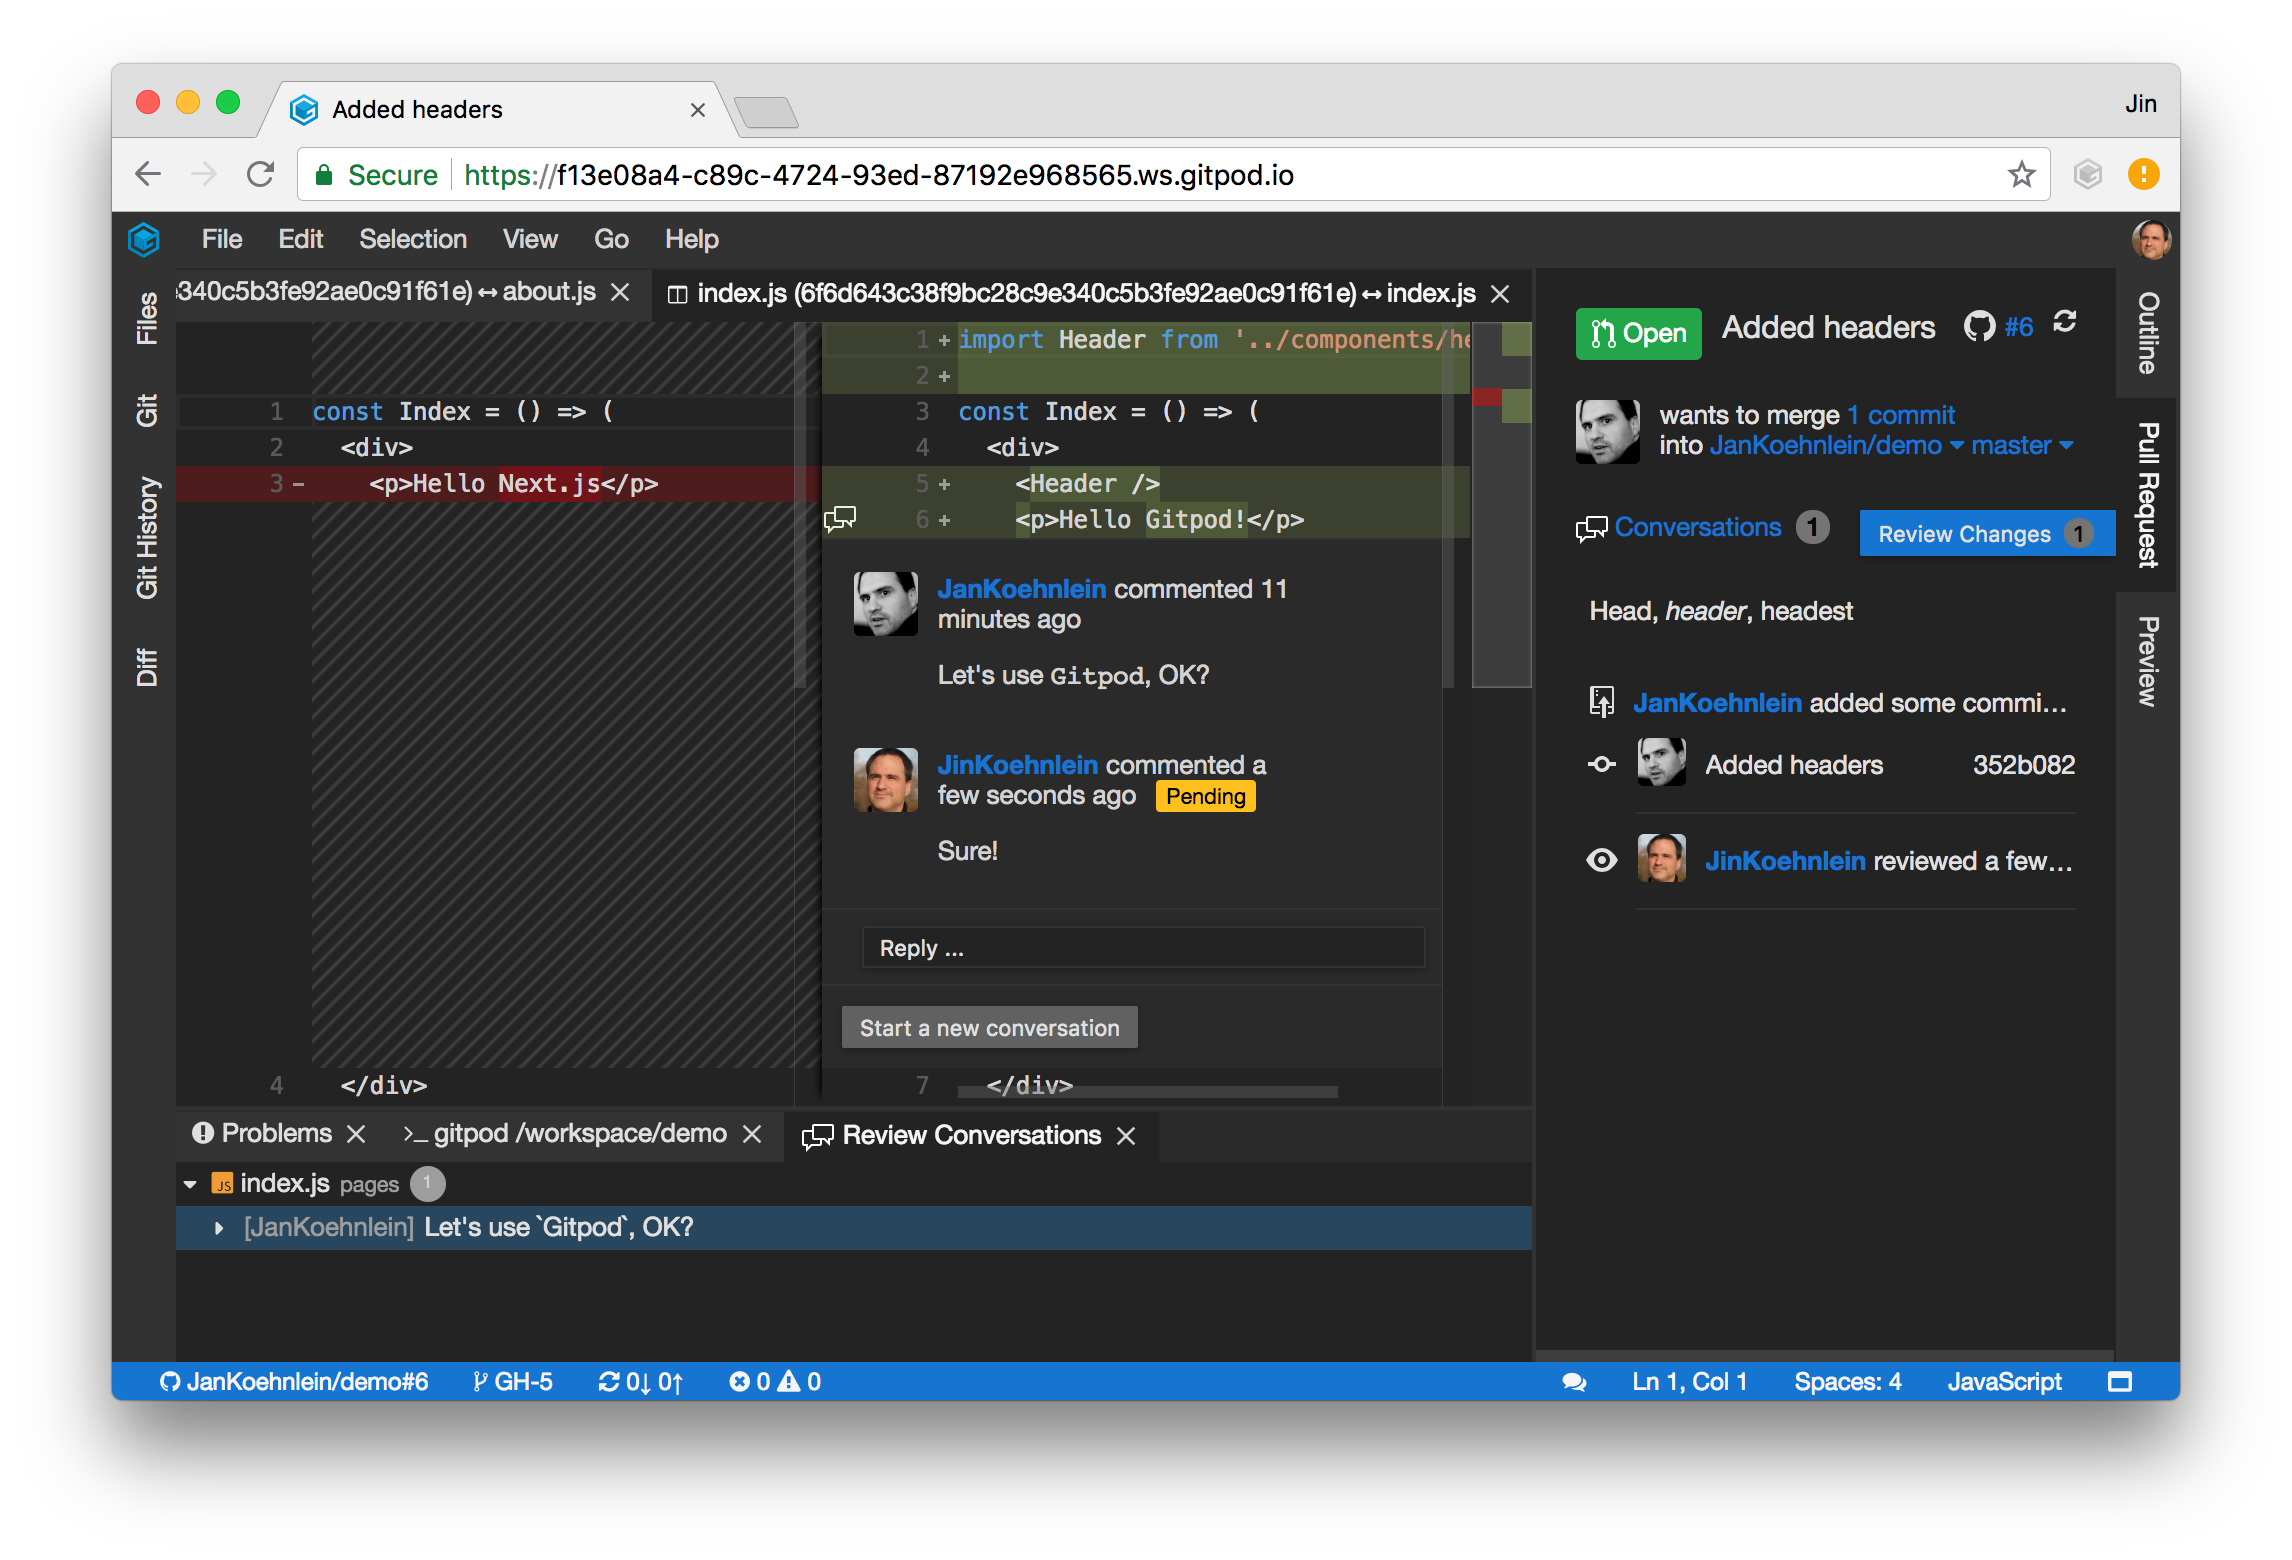 Added headers
Jin
Secure https://f13e08a4-c89c-4724-93ed-87192e968565.ws.gitpod.io
File Edit Selection View Go Help
Files
Git
Git History
Diff
:340c5b3fe92ae0c91f61e) ↔ about.js
index.js (6f6d643c38f9bc28c9e340c5b3fe92ae0c91f61e) ↔ index.js
1 const Index = () => (
2 <div>
3 - <p>Hello Next.js</p>
4 </div>
1 + import Header from '../components/he
2 +
3 const Index = () => (
4 <div>
5 + <Header />
6 + <p>Hello Gitpod!</p>
JanKoehnlein commented 11
minutes ago
Let's use Gitpod, OK?
JinKoehnlein commented a
few seconds ago Pending
Sure!
Reply ...
Start a new conversation
7 </div>
Open Added headers #6
wants to merge 1 commit
into JanKoehnlein/demo master
Conversations 1
Review Changes 1
Head, header, headest
JanKoehnlein added some commi...
Added headers 352b082
JinKoehnlein reviewed a few...
Outline
Pull Request
Preview
Problems
>_ gitpod /workspace/demo
Review Conversations
JS index.js pages 1
[JanKoehnlein] Let's use `Gitpod`, OK?
JanKoehnlein/demo#6 GH-5 0↓ 0↑ 0 0
Ln 1, Col 1 Spaces: 4 JavaScript